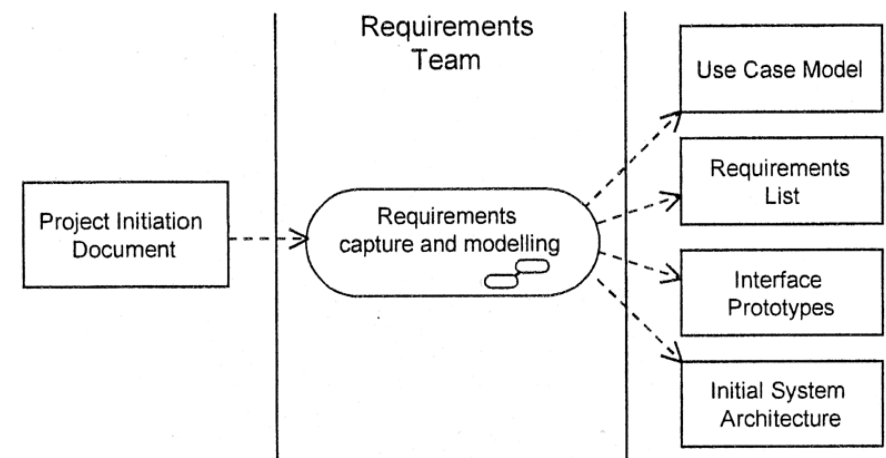 Requirements
Team
Project Initiation
Document
Requirements
capture and modelling
Use Case Model
Requirements
List
Interface
Prototypes
Initial System
Architecture